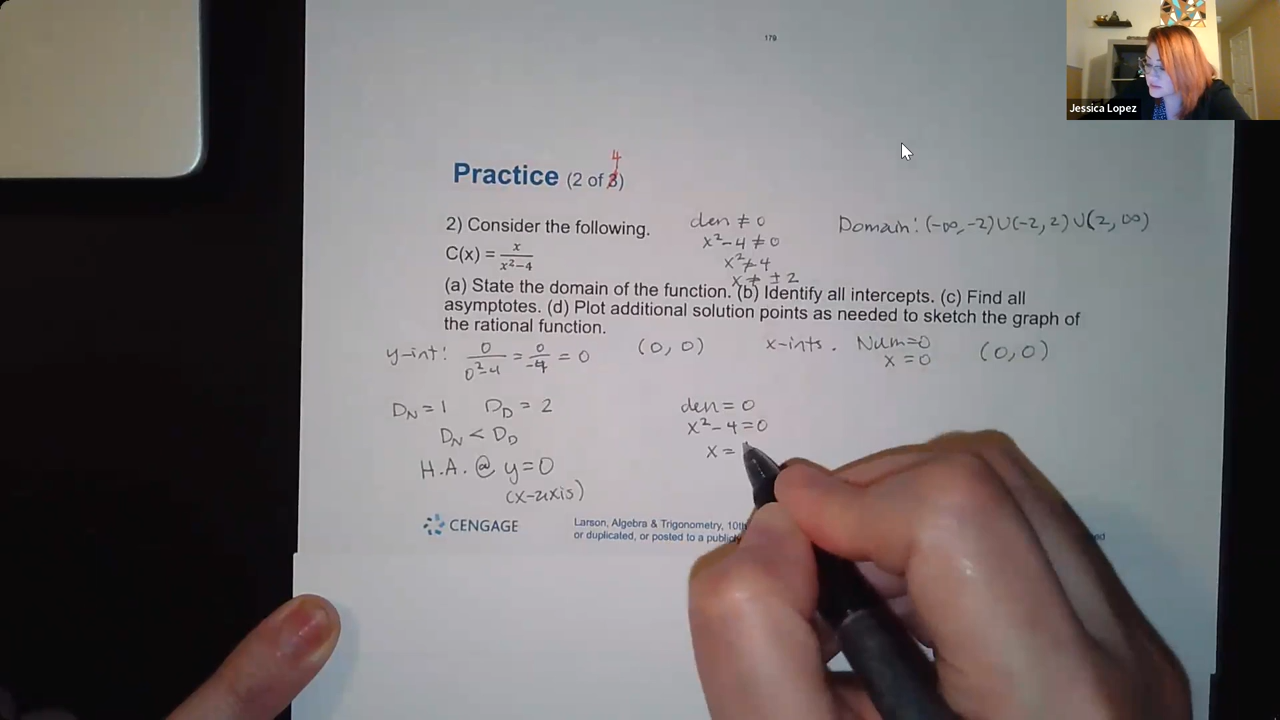 179
Jessica Lopez
4
Practice (2 of 3)
2) Consider the following.
C(x) = x/(x²−4)
den ≠ 0
x²−4 ≠ 0
x² ≠ 4
x ≠ ± 2
Domain: (−∞, −2) ∪ (−2, 2) ∪ (2, ∞)
(a) State the domain of the function. (b) Identify all intercepts. (c) Find all
asymptotes. (d) Plot additional solution points as needed to sketch the graph of
the rational function.
y-int: 0/(0²−4) = 0/−4 = 0 (0, 0)
x-ints. Num=0
x = 0 (0,0)
D_N = 1 D_D = 2
D_N < D_D
H.A. @ y=0
(x-axis)
den = 0
x² − 4 = 0
x =
CENGAGE
Larson, Algebra & Trigonometry, 10th
or duplicated, or posted to a publicly